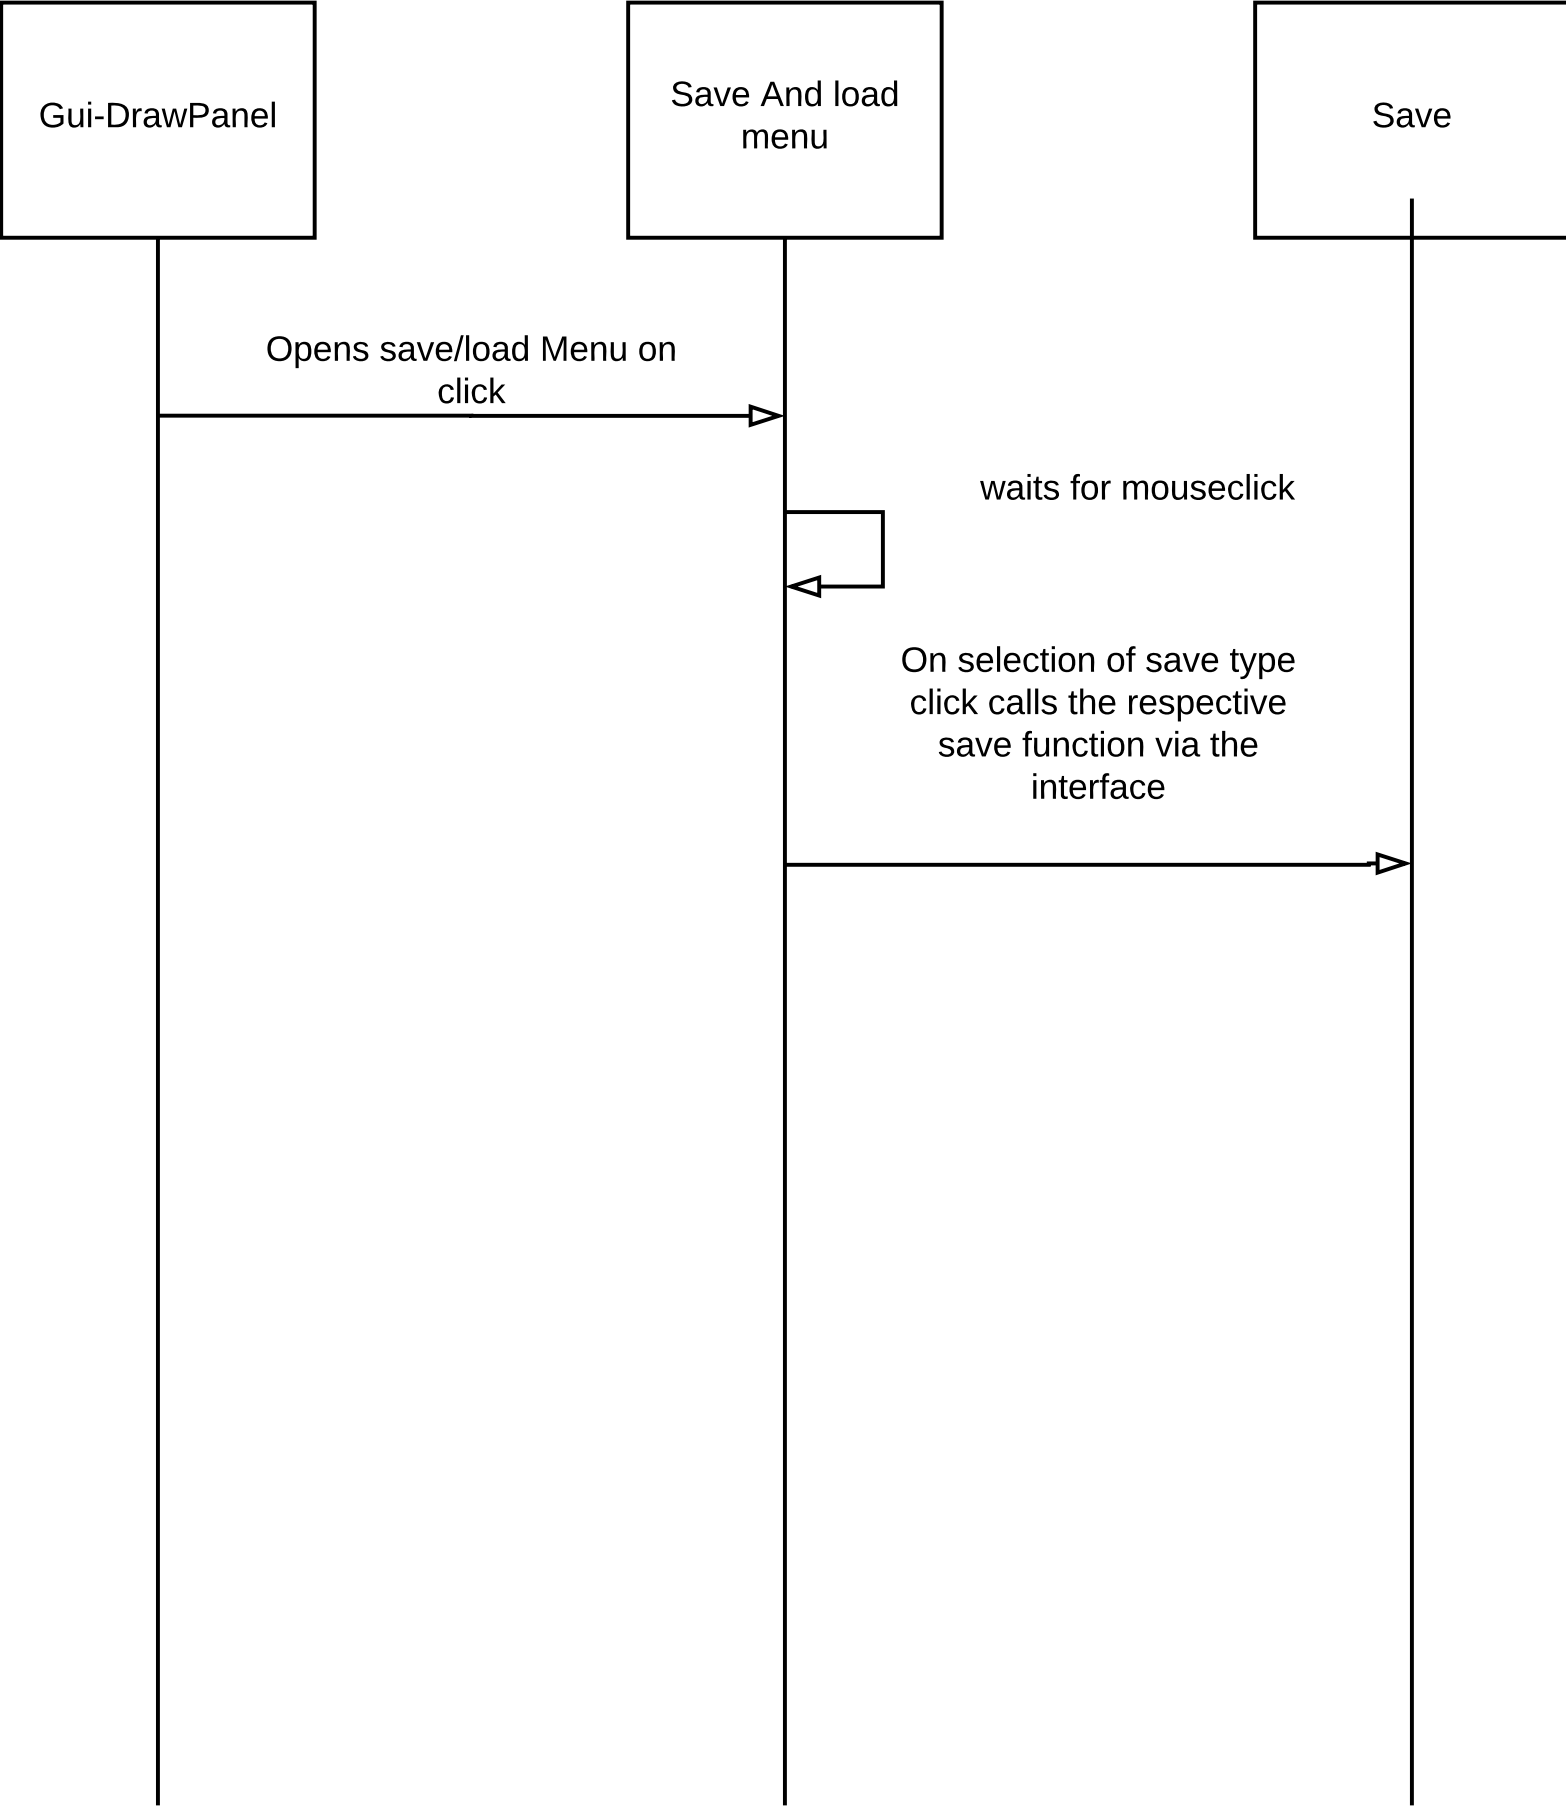 Gui-DrawPanel
Save And load
menu
Save
Opens save/load Menu on
click
waits for mouseclick
On selection of save type
click calls the respective
save function via the
interface